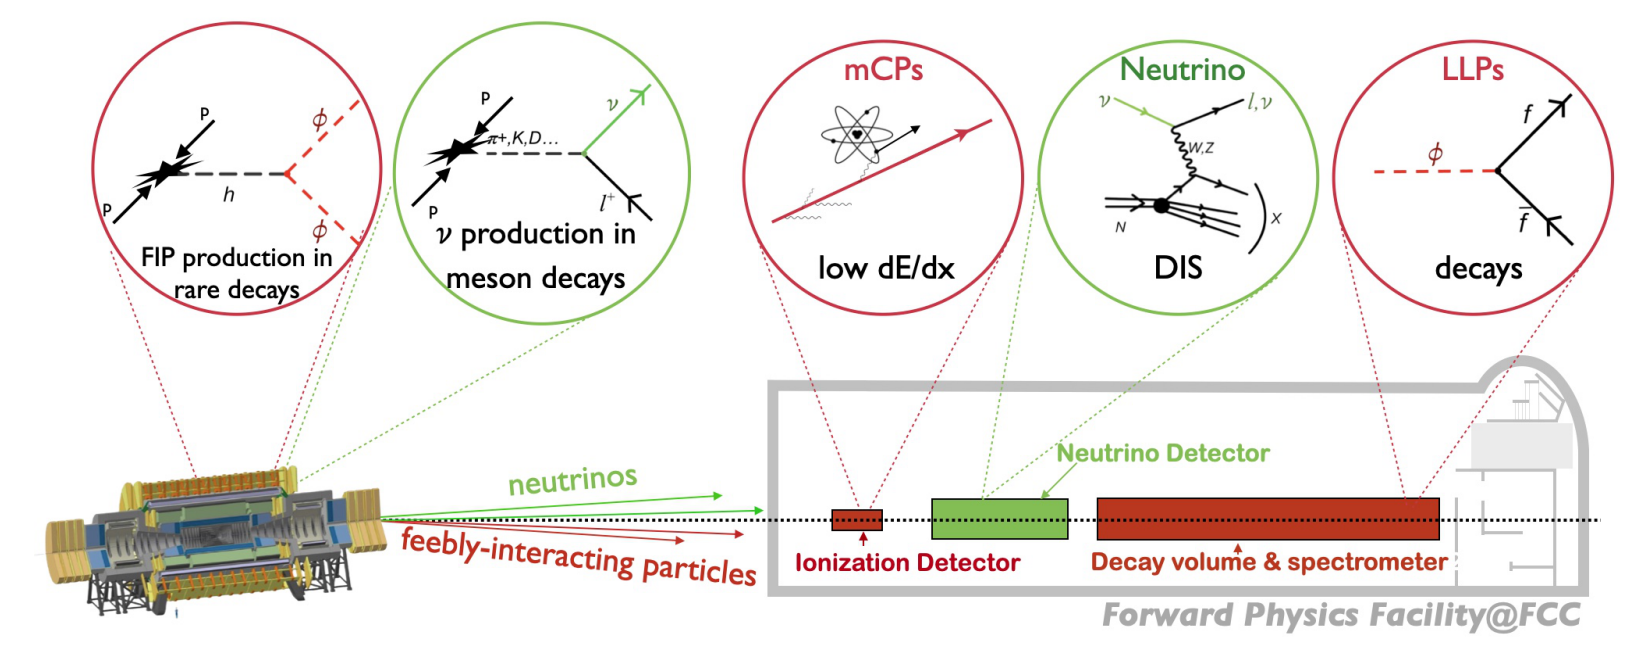 P
P
h
ϕ
ϕ
FIP production in
rare decays
P
P
π+,K,D...
ν
l⁺
ν production in
meson decays
mCPs
low dE/dx
Neutrino
ν
l,ν
W,Z
N
X
DIS
LLPs
ϕ
f
f̅
decays
neutrinos
feebly-interacting particles
Neutrino Detector
Ionization Detector
Decay volume & spectrometer
Forward Physics Facility@FCC